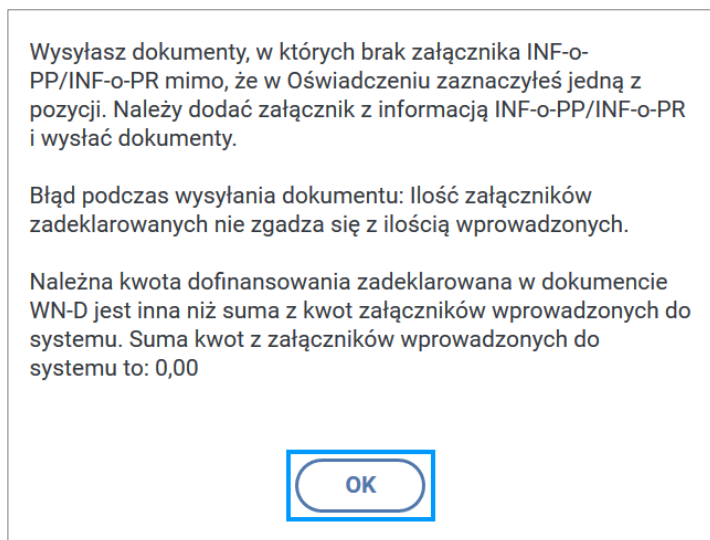 Wysyłasz dokumenty, w których brak załącznika INF-o-
PP/INF-o-PR mimo, że w Oświadczeniu zaznaczyłeś jedną z
pozycji. Należy dodać załącznik z informacją INF-o-PP/INF-o-PR
i wysłać dokumenty.
Błąd podczas wysyłania dokumentu: Ilość załączników
zadeklarowanych nie zgadza się z ilością wprowadzonych.
Należna kwota dofinansowania zadeklarowana w dokumencie
WN-D jest inna niż suma z kwot załączników wprowadzonych do
systemu. Suma kwot z załączników wprowadzonych do
systemu to: 0,00
OK